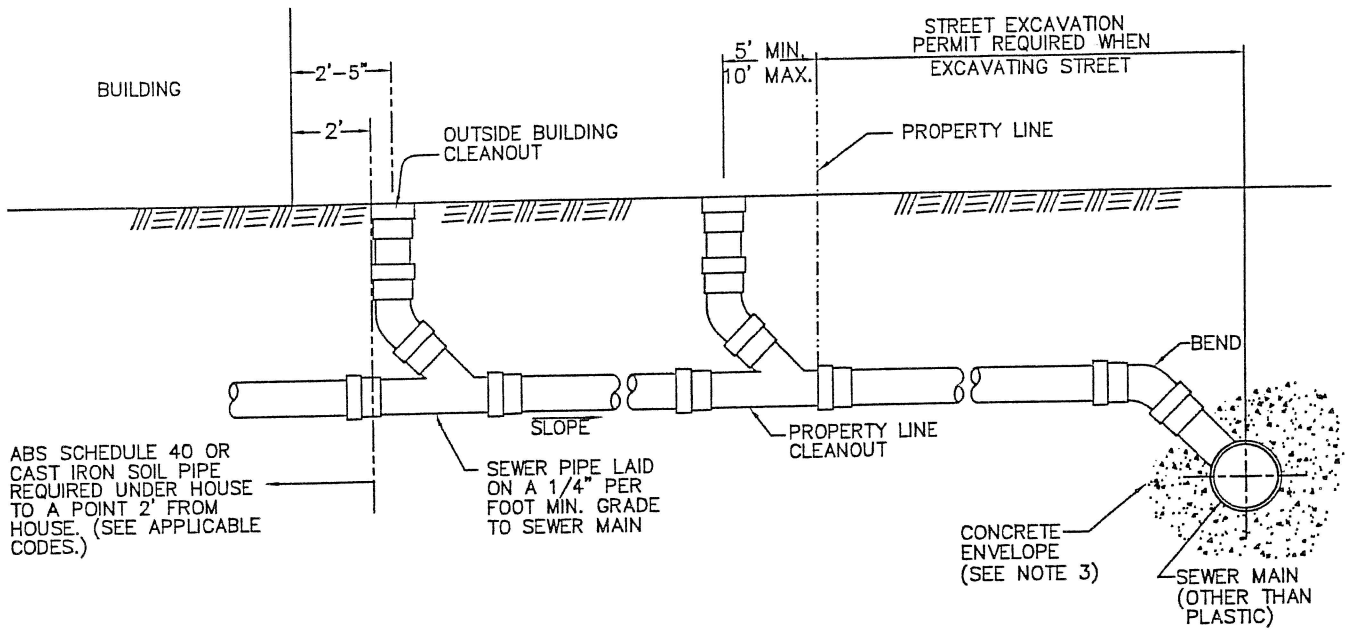 STREET EXCAVATION
PERMIT REQUIRED WHEN
EXCAVATING STREET
5' MIN.
10' MAX.
2'-5"
BUILDING
2'
OUTSIDE BUILDING
CLEANOUT
PROPERTY LINE
BEND
SLOPE
PROPERTY LINE
CLEANOUT
ABS SCHEDULE 40 OR
CAST IRON SOIL PIPE
REQUIRED UNDER HOUSE
TO A POINT 2' FROM
HOUSE. (SEE APPLICABLE
CODES.)
SEWER PIPE LAID
ON A 1/4" PER
FOOT MIN. GRADE
TO SEWER MAIN
CONCRETE
ENVELOPE
(SEE NOTE 3)
SEWER MAIN
(OTHER THAN
PLASTIC)